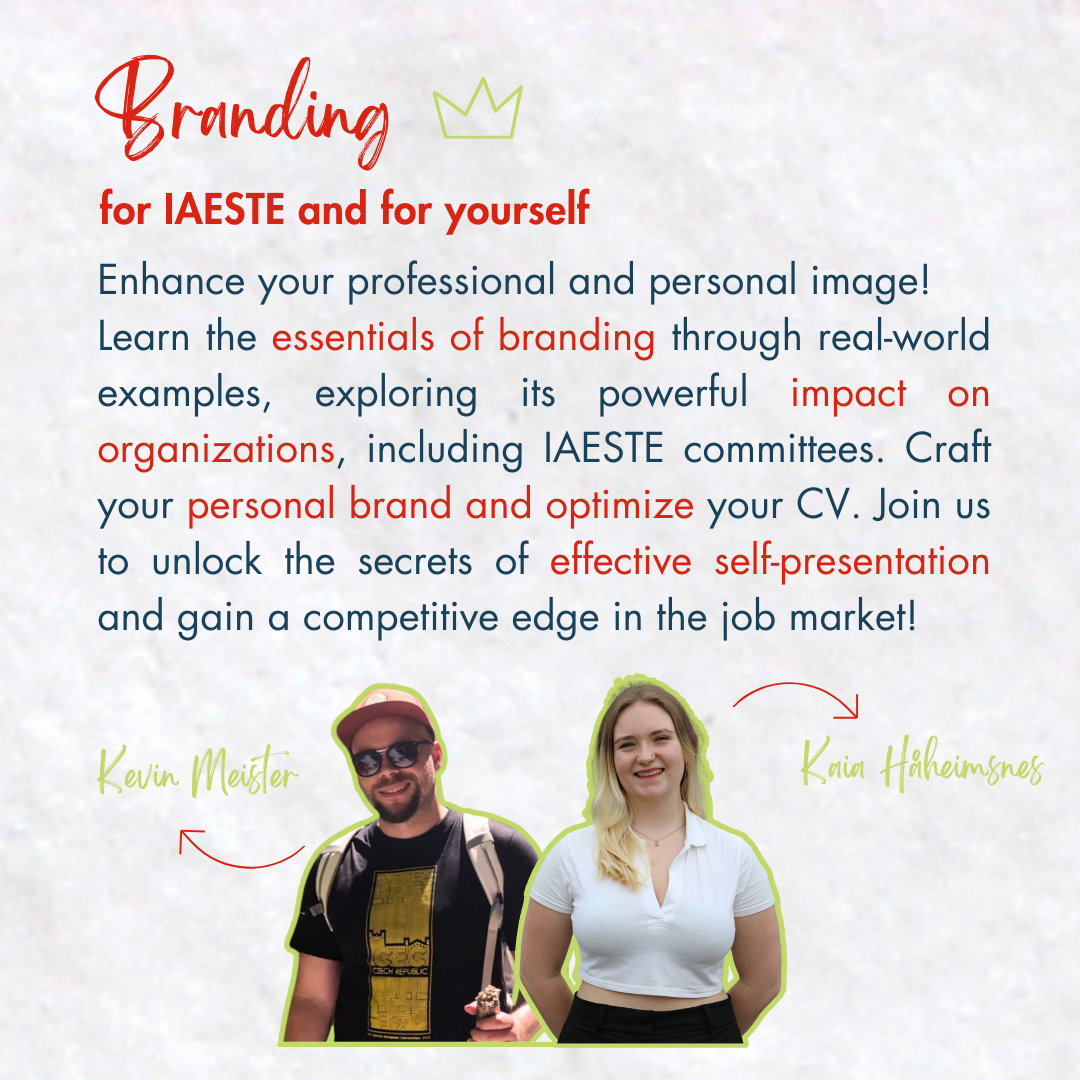 Branding
for IAESTE and for yourself
Enhance your professional and personal image!
Learn the essentials of branding through real-world
examples, exploring its powerful impact on
organizations, including IAESTE committees. Craft
your personal brand and optimize your CV. Join us
to unlock the secrets of effective self-presentation
and gain a competitive edge in the job market!
Kevin Meister
Kaia Håheimsnes
CEC
CZECH REPUBLIC